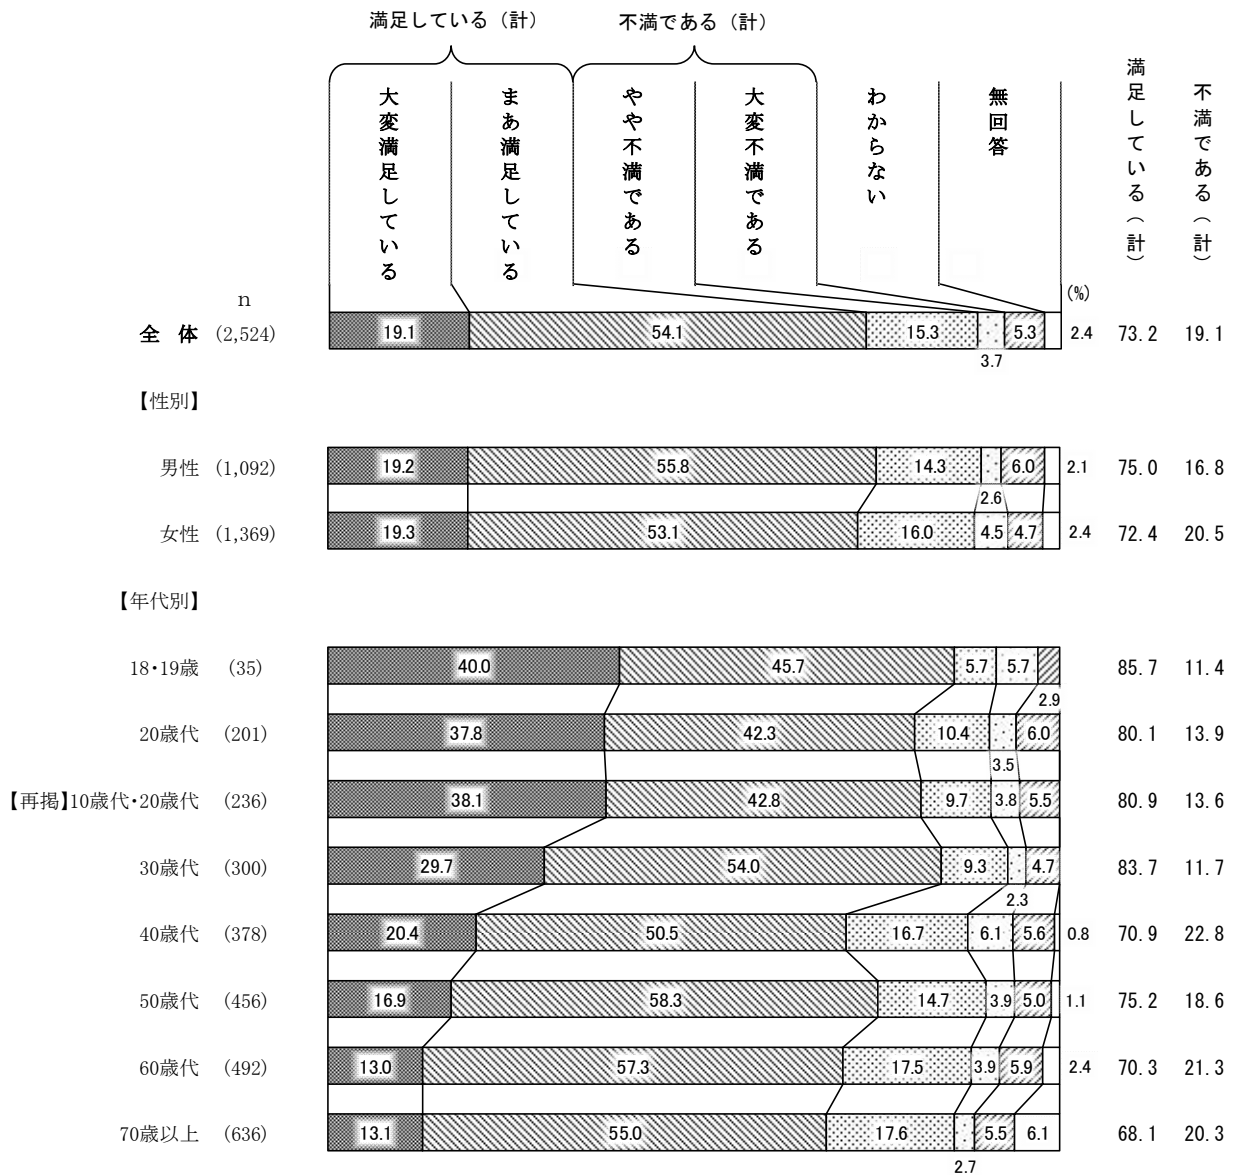 満足している（計） 不満である（計）
大変満足している
まあ満足している
やや不満である
大変不満である
わからない
無回答
満足している（計）
不満である（計）
n
(%)
全 体 (2,524) 19.1 54.1 15.3 5.3 2.4 73.2 19.1
3.7
【性別】
男性 (1,092) 19.2 55.8 14.3 6.0 2.1 75.0 16.8
2.6
女性 (1,369) 19.3 53.1 16.0 4.5 4.7 2.4 72.4 20.5
【年代別】
18･19歳 (35) 40.0 45.7 5.7 5.7 85.7 11.4
2.9
20歳代 (201) 37.8 42.3 10.4 6.0 80.1 13.9
3.5
【再掲】10歳代･20歳代 (236) 38.1 42.8 9.7 3.8 5.5 80.9 13.6
30歳代 (300) 29.7 54.0 9.3 4.7 83.7 11.7
2.3
40歳代 (378) 20.4 50.5 16.7 6.1 5.6 0.8 70.9 22.8
50歳代 (456) 16.9 58.3 14.7 3.9 5.0 1.1 75.2 18.6
60歳代 (492) 13.0 57.3 17.5 3.9 5.9 2.4 70.3 21.3
70歳以上 (636) 13.1 55.0 17.6 5.5 6.1 68.1 20.3
2.7